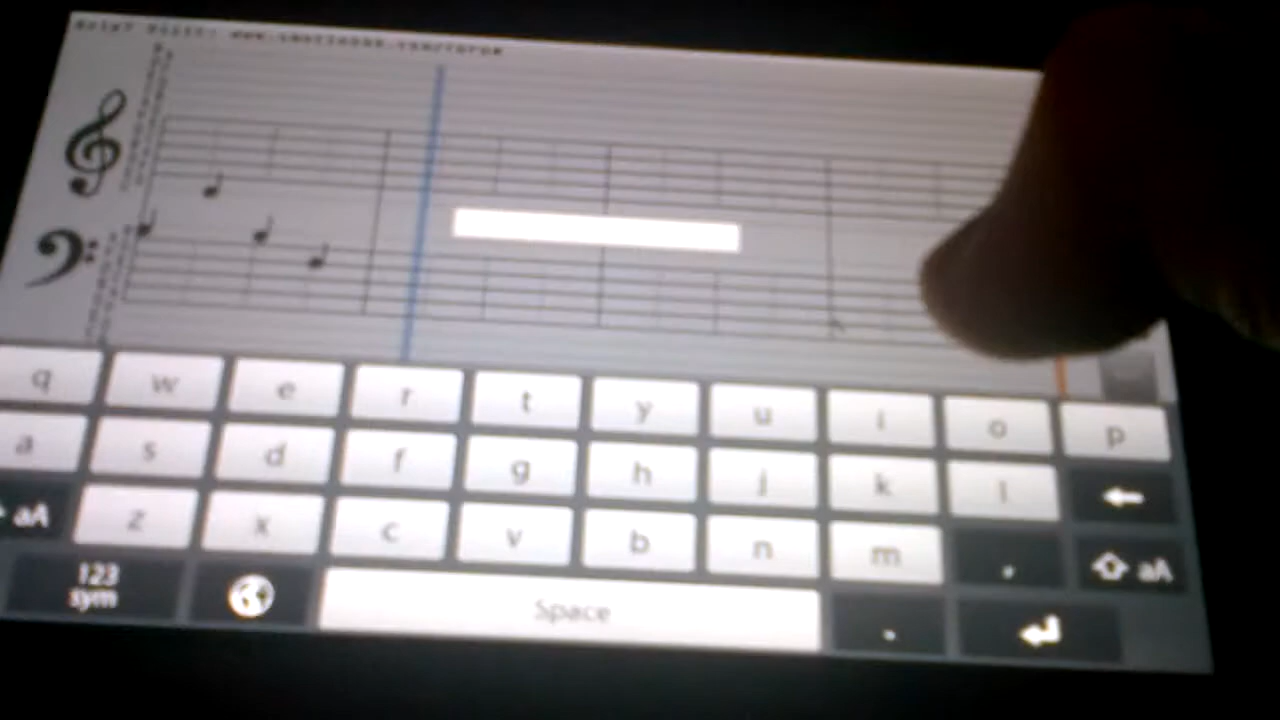 q w e r t y u i o p
a s d f g h j k l
aA z x c v b n m , aA
123 sym Space .